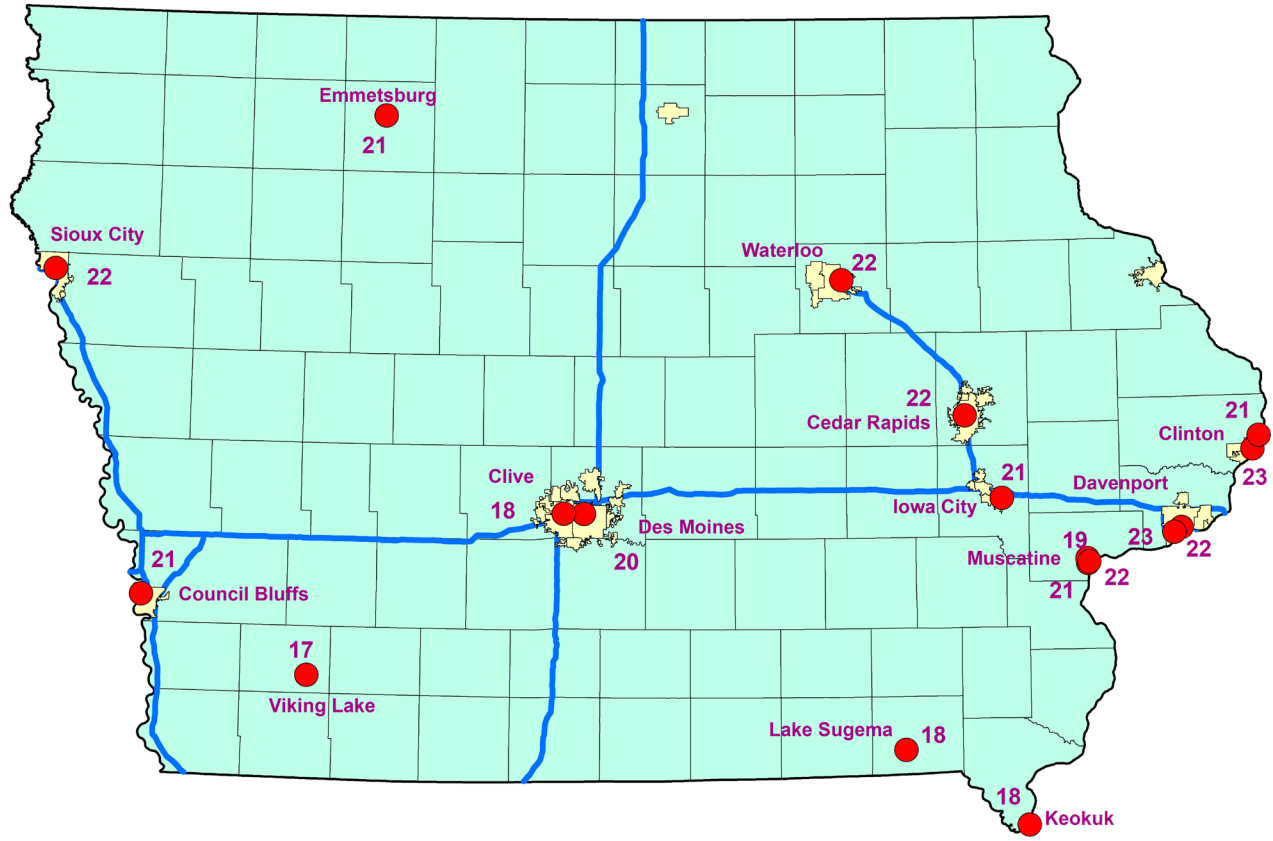 Emmetsburg
21
Sioux City
22
Waterloo
22
22
Cedar Rapids
21
Clinton
23
Clive
18
Des Moines
20
21
Iowa City
Davenport
23
22
19
Muscatine
22
21
21
Council Bluffs
17
Viking Lake
Lake Sugema
18
18
Keokuk